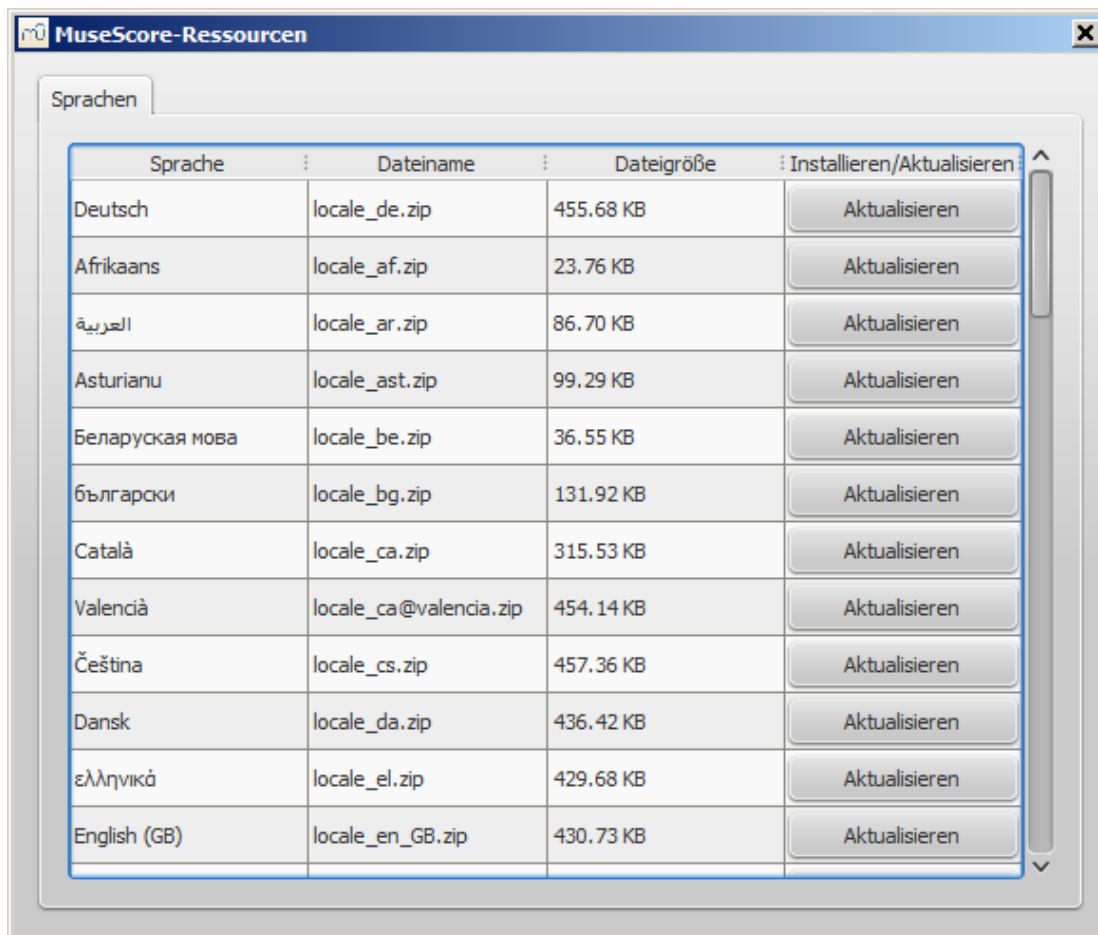 MuseScore-Ressourcen
Sprachen
Sprache Dateiname Dateigröße Installieren/Aktualisieren
Deutsch locale_de.zip 455.68 KB Aktualisieren
Afrikaans locale_af.zip 23.76 KB Aktualisieren
العربية locale_ar.zip 86.70 KB Aktualisieren
Asturianu locale_ast.zip 99.29 KB Aktualisieren
Беларуская мова locale_be.zip 36.55 KB Aktualisieren
български locale_bg.zip 131.92 KB Aktualisieren
Català locale_ca.zip 315.53 KB Aktualisieren
Valencià locale_ca@valencia.zip 454.14 KB Aktualisieren
Čeština locale_cs.zip 457.36 KB Aktualisieren
Dansk locale_da.zip 436.42 KB Aktualisieren
ελληνικά locale_el.zip 429.68 KB Aktualisieren
English (GB) locale_en_GB.zip 430.73 KB Aktualisieren